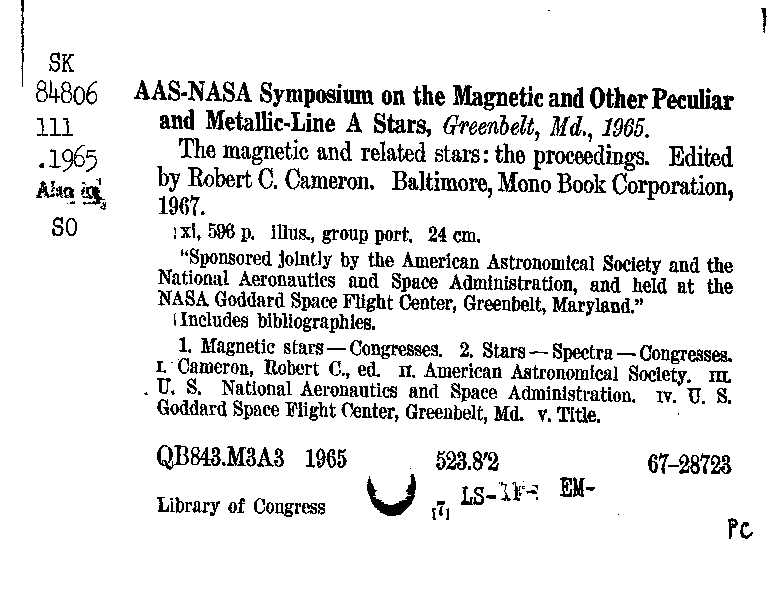 SK
84806
111
.1965
SO
AAS-NASA Symposium on the Magnetic and Other Peculiar
and Metallic-Line A Stars, Greenbelt, Md., 1965.
The magnetic and related stars: the proceedings. Edited
by Robert C. Cameron. Baltimore, Mono Book Corporation,
1967.
xi, 596 p. illus., group port. 24 cm.
"Sponsored jointly by the American Astronomical Society and the
National Aeronautics and Space Administration, and held at the
NASA Goddard Space Flight Center, Greenbelt, Maryland."
Includes bibliographies.
1. Magnetic stars—Congresses. 2. Stars—Spectra—Congresses.
I. Cameron, Robert C., ed. II. American Astronomical Society. III.
U. S. National Aeronautics and Space Administration. IV. U. S.
Goddard Space Flight Center, Greenbelt, Md. V. Title.
QB843.M3A3 1965 523.8'2 67-28723
Library of Congress [7] LS- EM-
PC